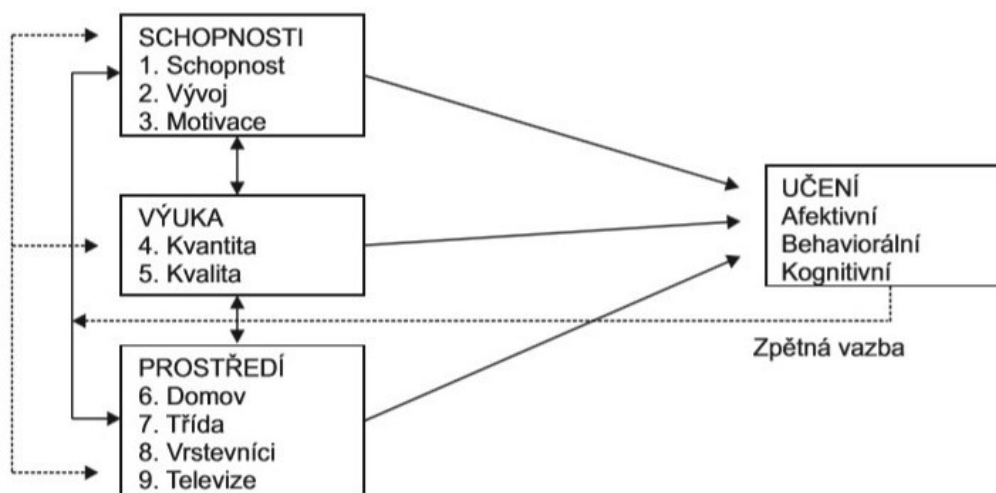 SCHOPNOSTI
1. Schopnost
2. Vývoj
3. Motivace
VÝUKA
4. Kvantita
5. Kvalita
PROSTŘEDÍ
6. Domov
7. Třída
8. Vrstevníci
9. Televize
UČENÍ
Afektivní
Behaviorální
Kognitivní
Zpětná vazba